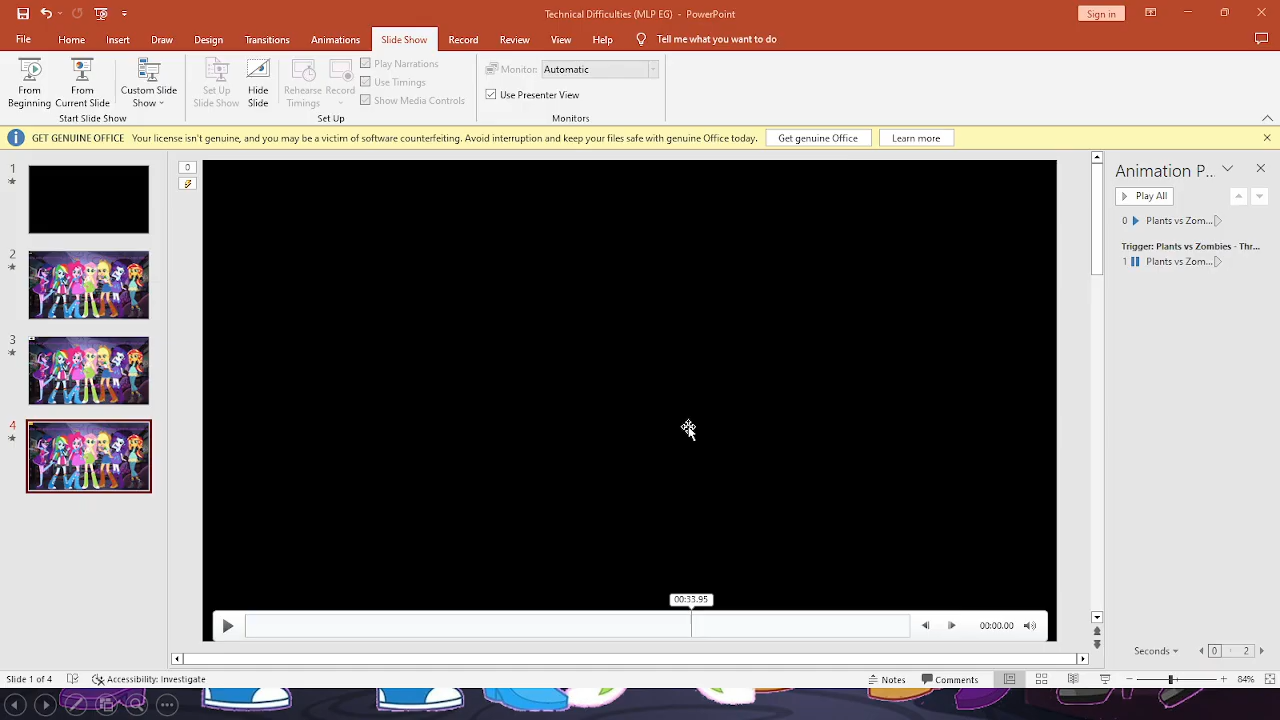 Technical Difficulties (MLP EG) - PowerPoint
Sign in
File Home Insert Draw Design Transitions Animations Slide Show Record Review View Help Tell me what you want to do
From Beginning
From Current Slide
Custom Slide Show
Start Slide Show
Set Up Slide Show
Hide Slide
Rehearse Timings
Record
Play Narrations
Use Timings
Show Media Controls
Set Up
Monitor: Automatic
Use Presenter View
Monitors
GET GENUINE OFFICE Your license isn't genuine, and you may be a victim of software counterfeiting. Avoid interruption and keep your files safe with genuine Office today. Get genuine Office Learn more
1
2
3
4
0
Animation P...
Play All
0 Plants vs Zom...
Trigger: Plants vs Zombies - Thr...
1 Plants vs Zom...
00:33.95
00:00.00
Seconds 0 2
Slide 1 of 4 Accessibility: Investigate Notes Comments 84%